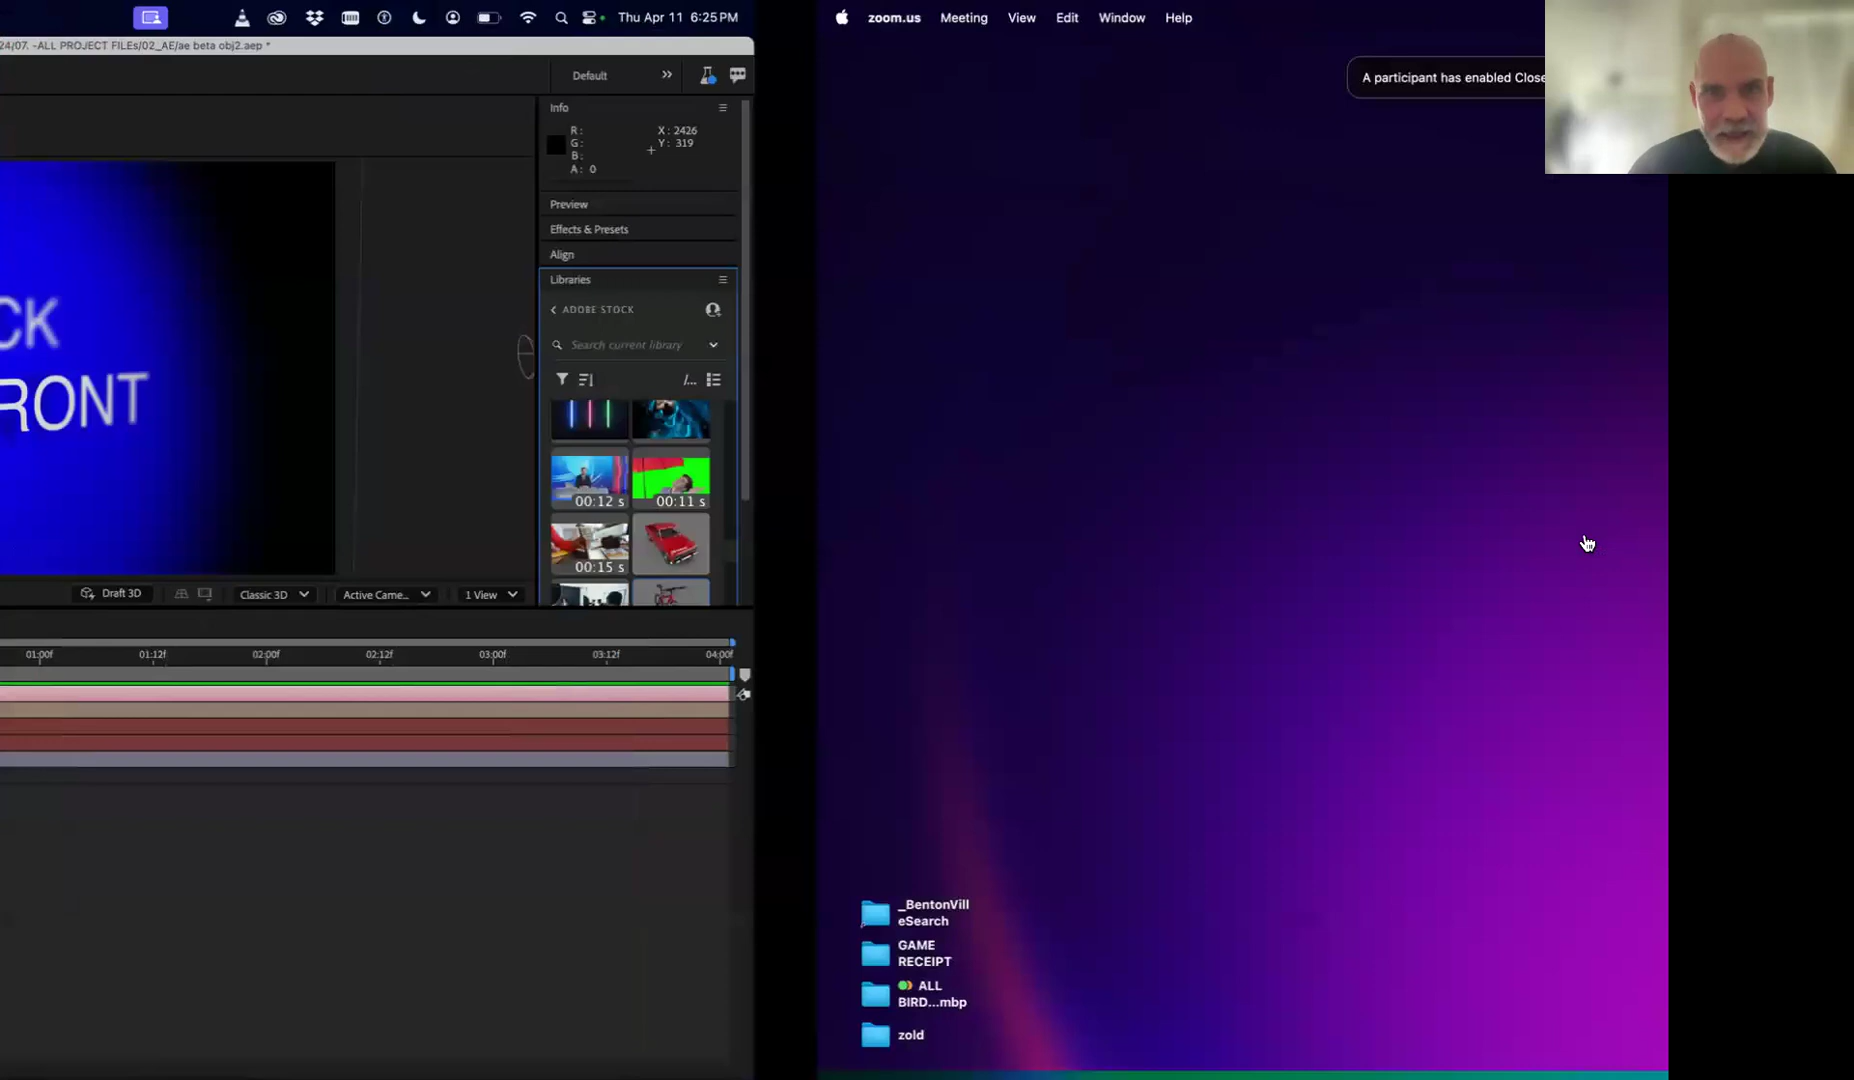 Thu Apr 11 6:25 PM
24/07. -ALL PROJECT FILEs/02_AE/ae beta obj2.aep *
Default
Info
R:
G:
B:
A: 0
X: 2426
Y: 319
Preview
Effects & Presets
Align
Libraries
ADOBE STOCK
Search current library
/...
00:12 s
00:11 s
00:15 s
CK
RONT
Draft 3D
Classic 3D
Active Came...
1 View
01:00f
01:12f
02:00f
02:12f
03:00f
03:12f
04:00f
zoom.us Meeting View Edit Window Help
A participant has enabled Close
_BentonVill
eSearch
GAME
RECEIPT
ALL
BIRD...mbp
zold